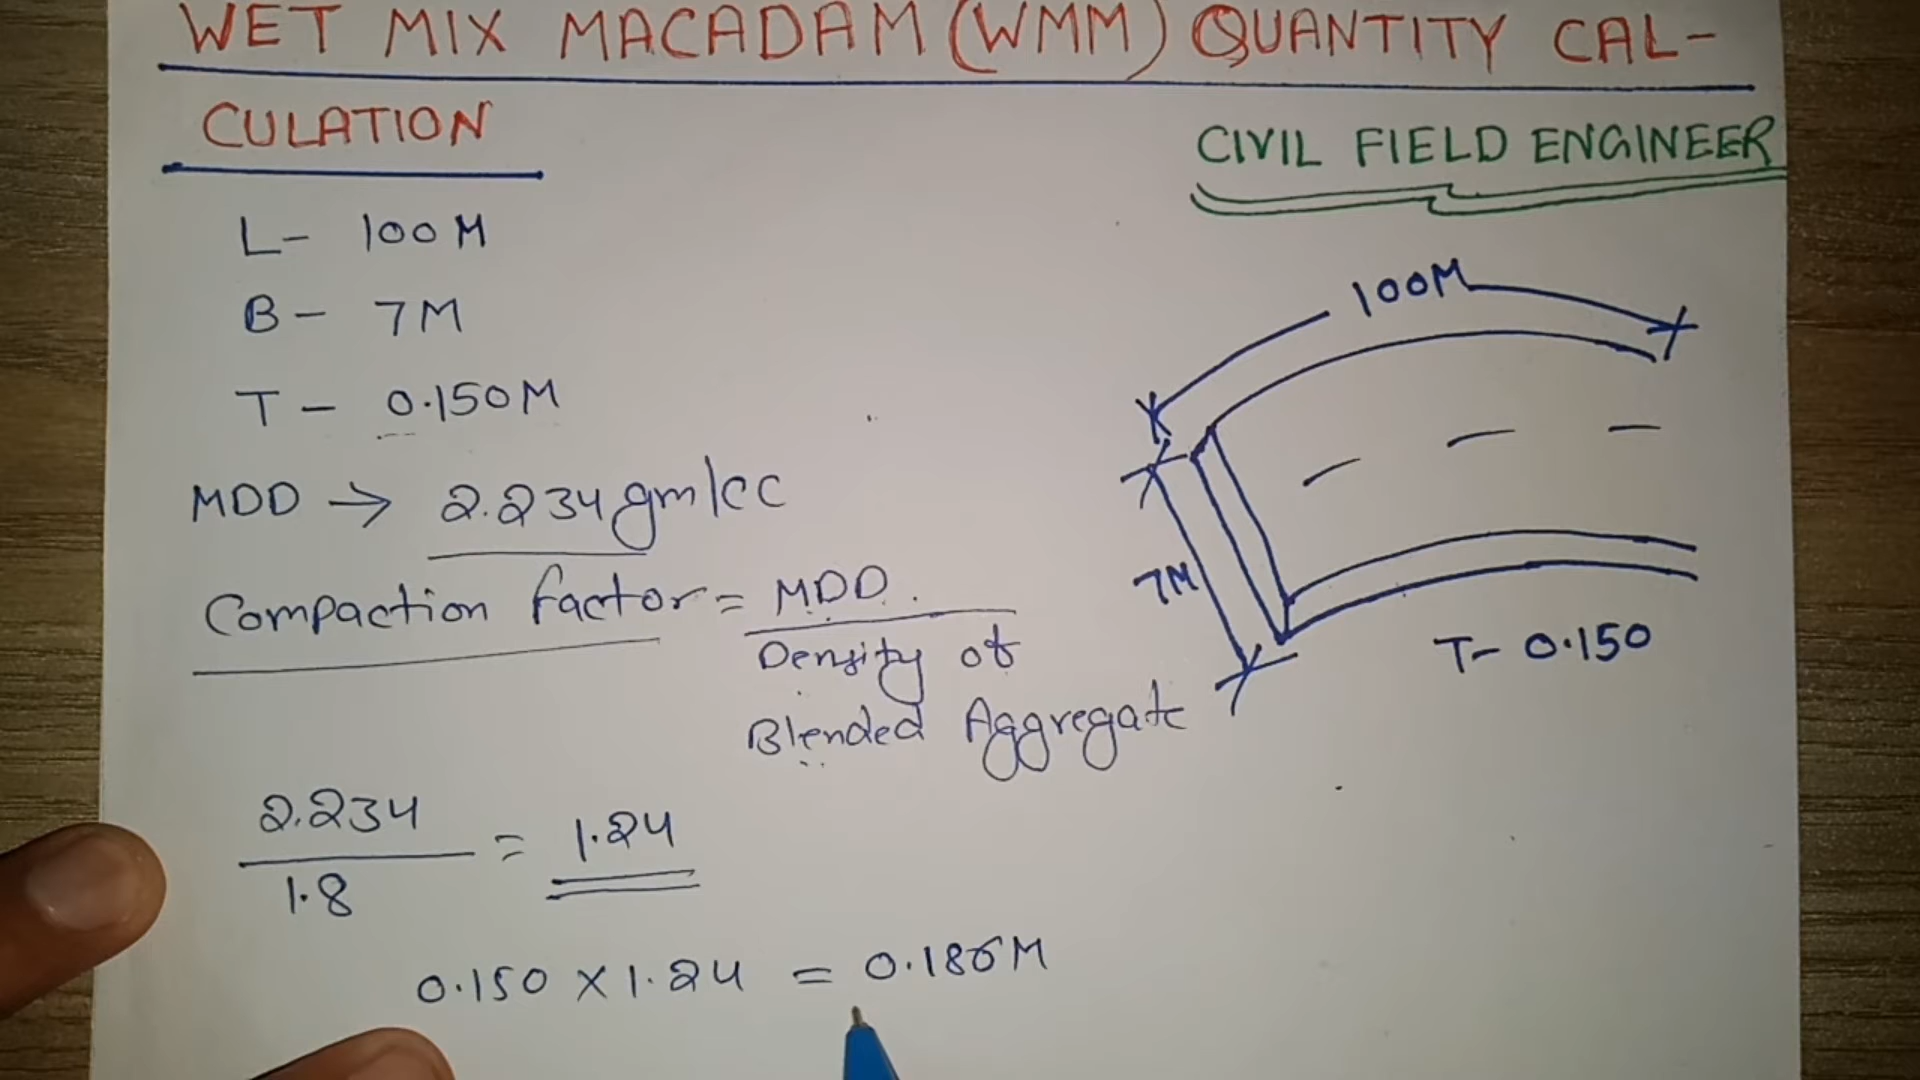 WET MIX MACADAM (WMM) QUANTITY CAL-
CULATION
CIVIL FIELD ENGINEER
L- 100M
B- 7M
T- 0.150M
MDD → 2.234gm/cc
Compaction factor = MDD
Density of
Blended Aggregate
2.234
1.8
= 1.24
0.150 X 1.24 = 0.186M
100M
7M
T- 0.150